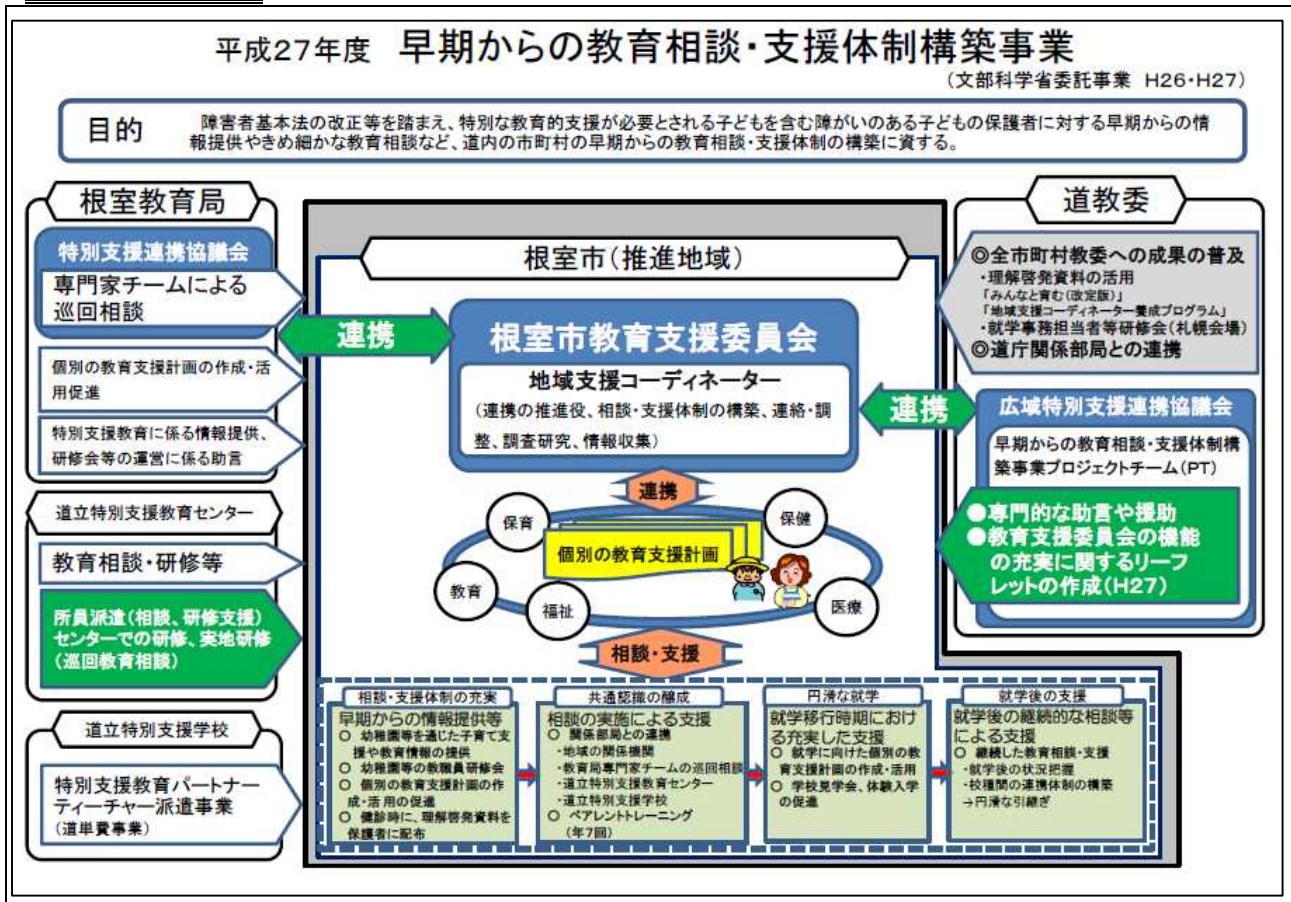 平成27年度 早期からの教育相談・支援体制構築事業
(文部科学省委託事業 H26・H27)
目的
障害者基本法の改正等を踏まえ、特別な教育的支援が必要とされる子どもを含む障がいのある子どもの保護者に対する早期からの情
報提供やきめ細かな教育相談など、道内の市町村の早期からの教育相談・支援体制の構築に資する。
根室教育局
特別支援連携協議会
専門家チームによる
巡回相談
個別の教育支援計画の作成・活
用促進
特別支援教育に係る情報提供、
研修会等の運営に係る助言
道立特別支援教育センター
教育相談・研修等
所員派遣(相談、研修支援)
センターでの研修、実地研修
(巡回教育相談)
道立特別支援学校
特別支援教育パートナー
ティーチャー派遣事業
(道単費事業)
連携
根室市(推進地域)
根室市教育支援委員会
地域支援コーディネーター
(連携の推進役、相談・支援体制の構築、連絡・調
整、調査研究、情報収集)
連携
保育
保健
個別の教育支援計画
教育
福祉
医療
相談・支援
連携
道教委
◎全市町村教委への成果の普及
・理解啓発資料の活用
「みんなと育む(改定版)」
「地域支援コーディネーター養成プログラム」
・就学事務担当者等研修会(札幌会場)
◎道庁関係部局との連携
広域特別支援連携協議会
早期からの教育相談・支援体制構
築事業プロジェクトチーム(PT)
●専門的な助言や援助
●教育支援委員会の機能
の充実に関するリーフ
レットの作成(H27)
相談・支援体制の充実
早期からの情報提供等
○ 幼稚園等を通じた子育て支
援や教育情報の提供
○ 幼稚園等の教職員研修会
○ 個別の教育支援計画の作
成・活用の促進
○ 健診時に、理解啓発資料を
保護者に配布
共通認識の醸成
相談の実施による支援
○ 関係部局との連携
・地域の関係機関
・教育局専門家チームの巡回相談
・道立特別支援教育センター
・道立特別支援学校
○ ペアレントトレーニング
(年7回)
円滑な就学
就学移行時期におけ
る充実した支援
○ 就学に向けた個別の教
育支援計画の作成・活用
○ 学校見学会、体験入学
の促進
就学後の支援
就学後の継続的な相談等
による支援
○ 継続した教育相談・支援
・就学後の状況把握
・校種間の連携体制の構築
→円滑な引継ぎ